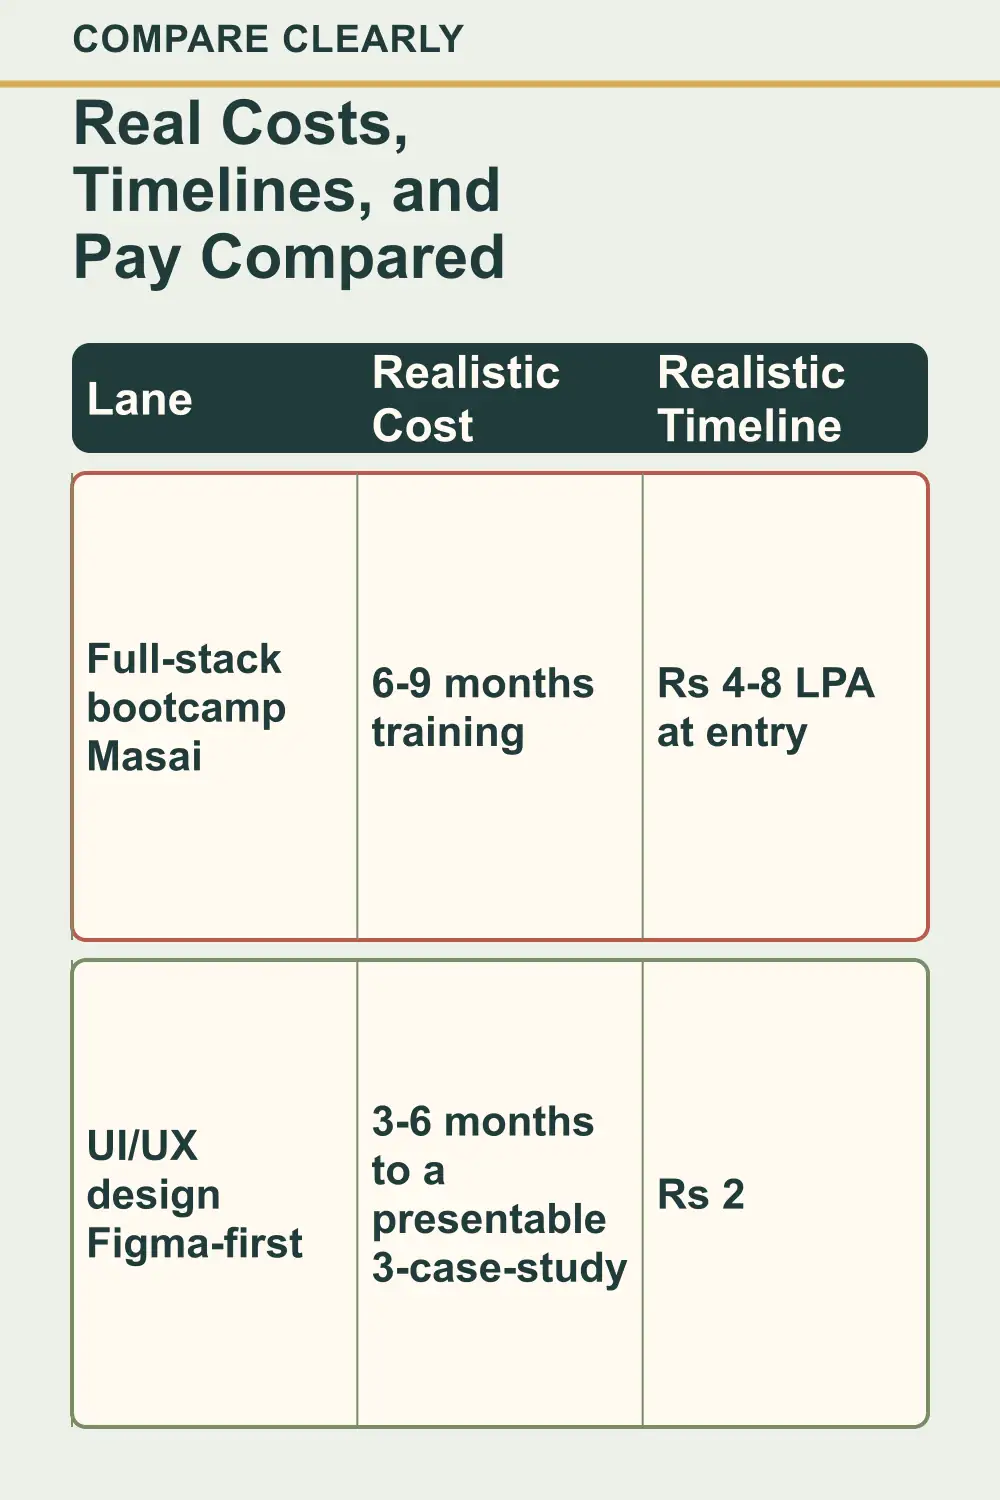 COMPARE CLEARLY
Real Costs,
Timelines, and
Pay Compared
Lane
Realistic
Cost
Realistic
Timeline
Full-stack
bootcamp
Masai
6-9 months
training
Rs 4-8 LPA
at entry
UI/UX
design
Figma-first
3-6 months
to a
presentable
3-case-study
Rs 2